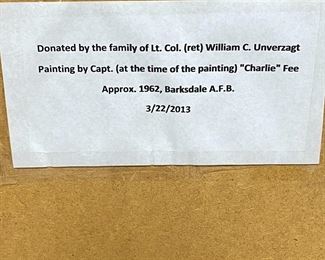 Donated by the family of Lt. Col. (ret) William C. Unverzagt
Painting by Capt. (at the time of the painting) "Charlie" Fee
Approx. 1962, Barksdale A.F.B.
3/22/2013